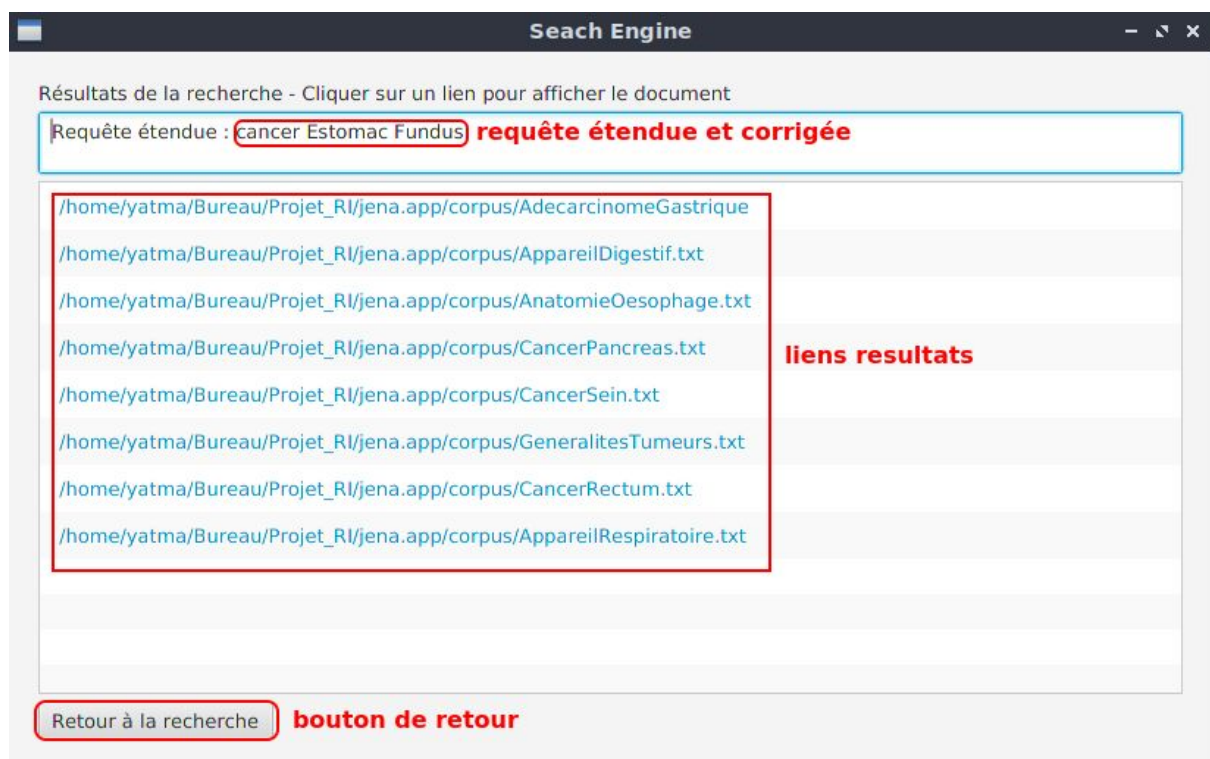 Seach Engine
Résultats de la recherche - Cliquer sur un lien pour afficher le document
Requête étendue : cancer Estomac Fundus requête étendue et corrigée
/home/yatma/Bureau/Projet_RI/jena.app/corpus/AdecarcinomeGastrique
/home/yatma/Bureau/Projet_RI/jena.app/corpus/AppareilDigestif.txt
/home/yatma/Bureau/Projet_RI/jena.app/corpus/AnatomieOesophage.txt
/home/yatma/Bureau/Projet_RI/jena.app/corpus/CancerPancreas.txt
liens resultats
/home/yatma/Bureau/Projet_RI/jena.app/corpus/CancerSein.txt
/home/yatma/Bureau/Projet_RI/jena.app/corpus/GeneralitesTumeurs.txt
/home/yatma/Bureau/Projet_RI/jena.app/corpus/CancerRectum.txt
/home/yatma/Bureau/Projet_RI/jena.app/corpus/AppareilRespiratoire.txt
Retour à la recherche bouton de retour